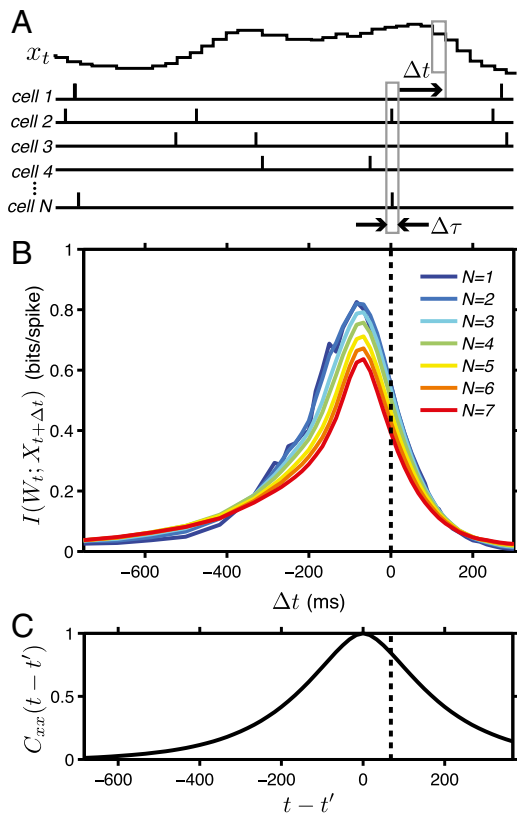 A
x_t
Δt
cell 1
cell 2
cell 3
cell 4
cell N
Δτ
B
I(W_t; X_{t+Δt}) (bits/spike)
1
0.8
0.6
0.4
0.2
0
N=1
N=2
N=3
N=4
N=5
N=6
N=7
−600 −400 −200 0 200
Δt (ms)
C
C_{xx}(t − t′)
1
0.5
0
−600 −400 −200 0 200
t − t′